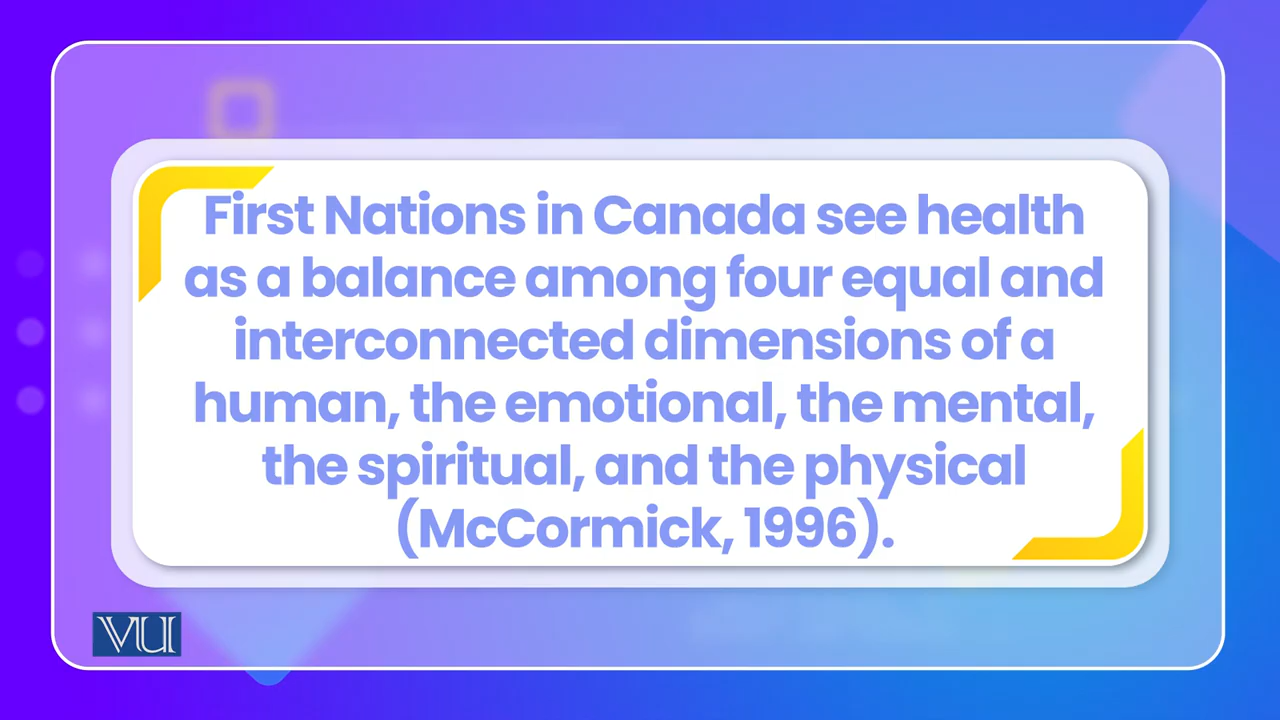 First Nations in Canada see health
as a balance among four equal and
interconnected dimensions of a
human, the emotional, the mental,
the spiritual, and the physical
(McCormick, 1996).
VU